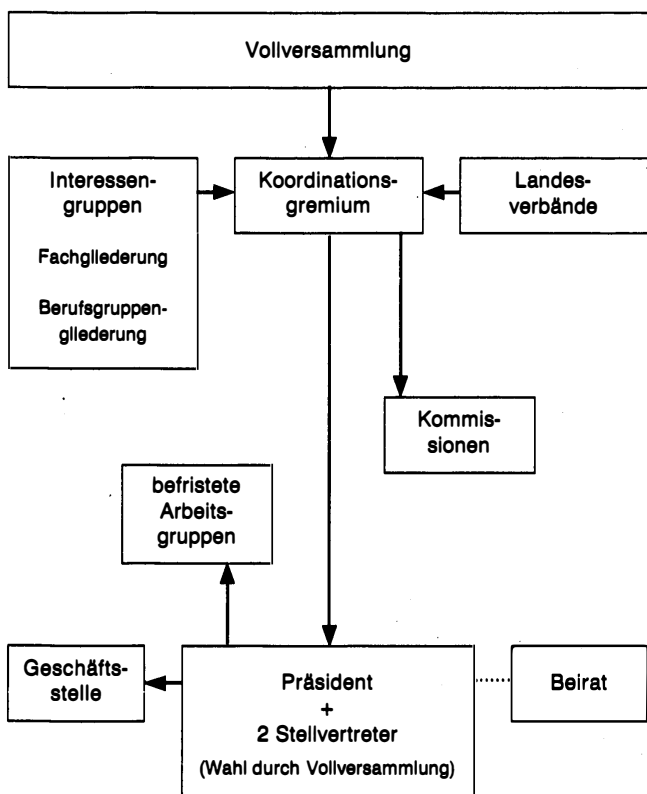 Vollversammlung
Interessen-
gruppen
Fachgliederung
Berufsgruppen-
gliederung
Koordinations-
gremium
Landes-
verbände
Kommis-
sionen
befristete
Arbeits-
gruppen
Geschäfts-
stelle
Präsident
+
2 Stellvertreter
(Wahl durch Vollversammlung)
Beirat